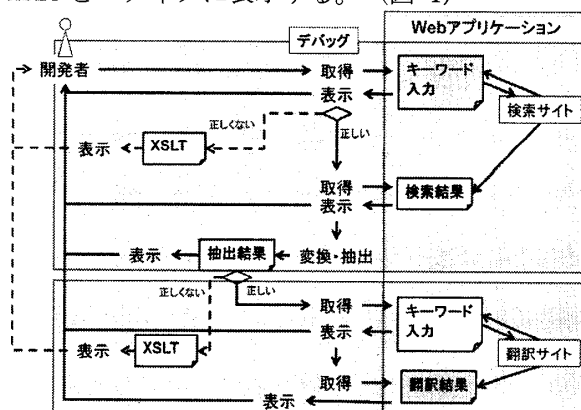 イに表示する。 (図 1)
デバッグ
Webアプリケーション
開発者
取得
キーワード
入力
表示
検索サイト
正しくない
正しい
表示
XSLT
取得
検索結果
表示
表示
抽出結果
変換・抽出
正しくない
正しい
取得
キーワード
入力
表示
XSLT
表示
翻訳サイト
取得
翻訳結果
表示